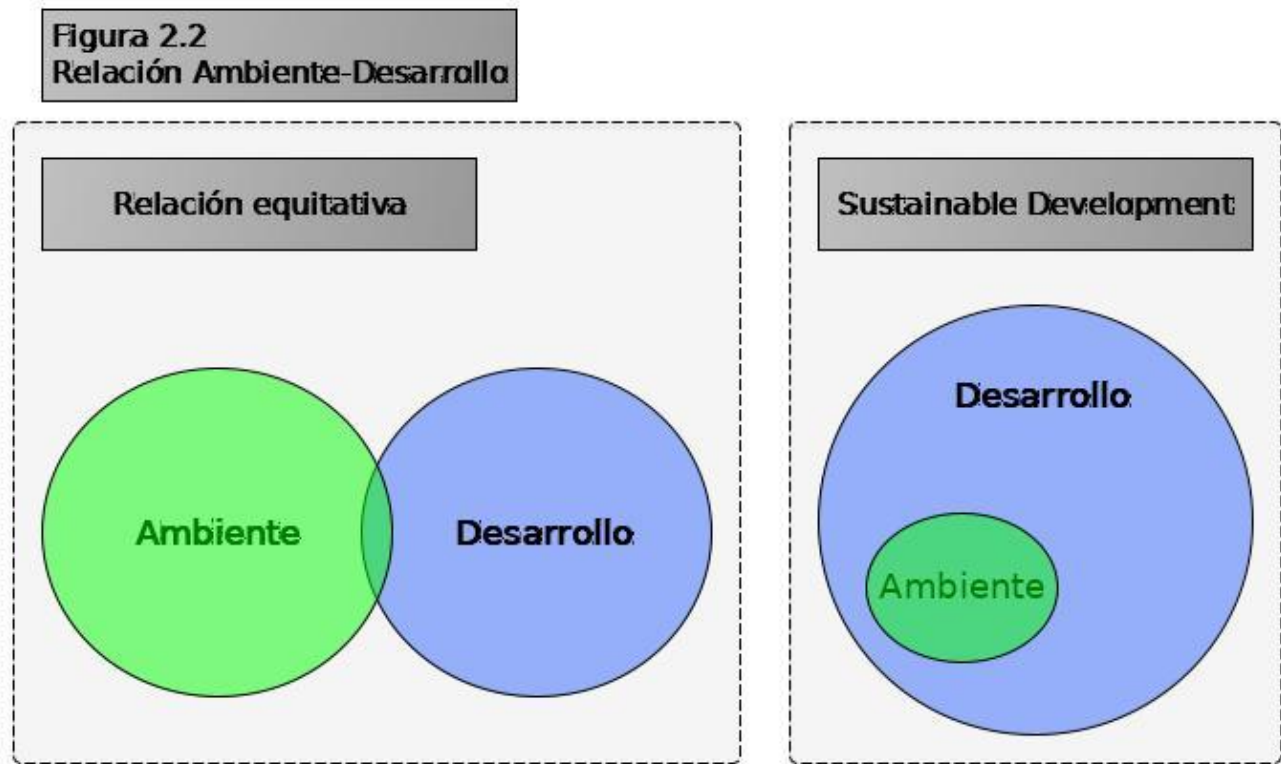 Figura 2.2
Relación Ambiente-Desarrollo
Relación equitativa
Ambiente
Desarrollo
Sustainable Development
Desarrollo
Ambiente